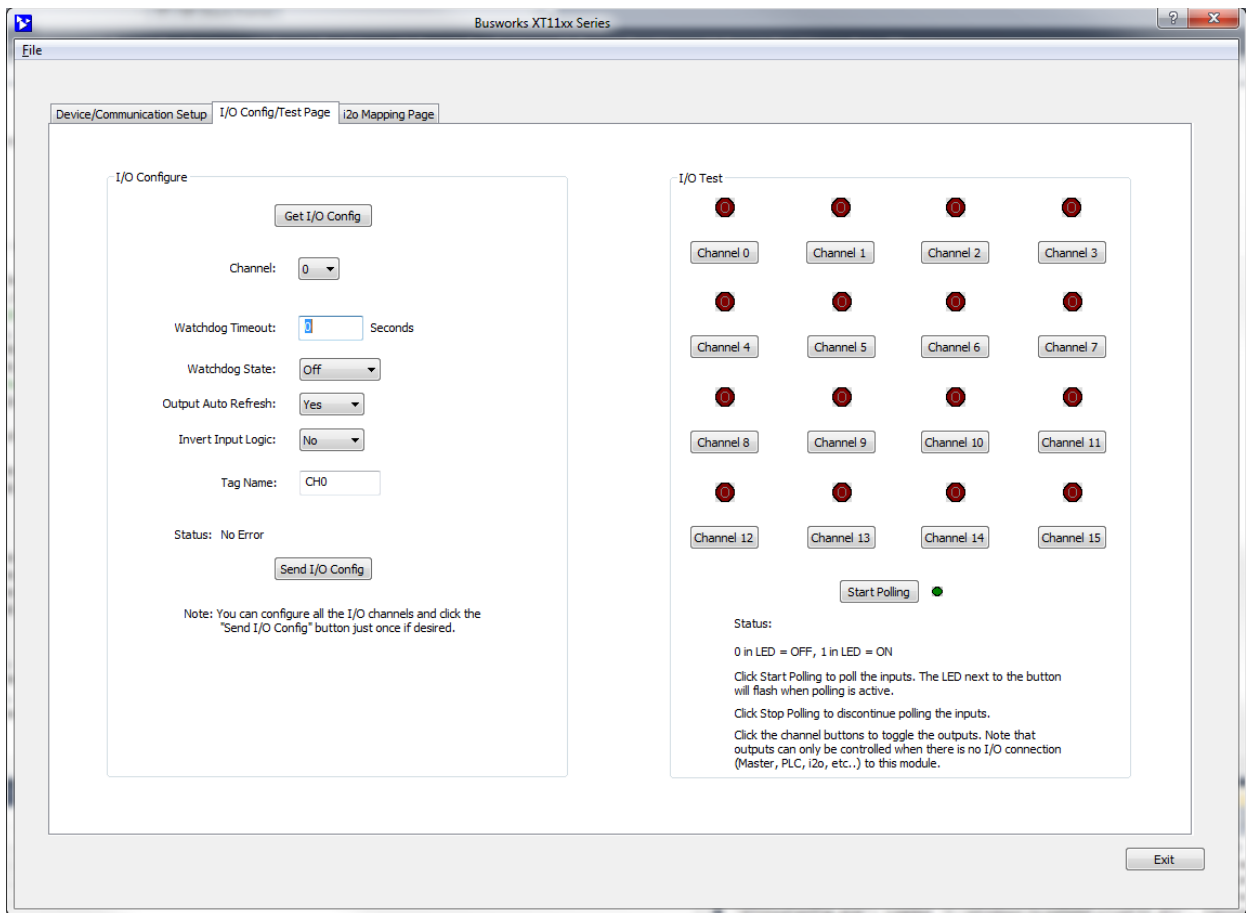 Busworks XT11xx Series
File
Device/Communication Setup
I/O Config/Test Page
i2o Mapping Page
I/O Configure
Get I/O Config
Channel: 0
Watchdog Timeout: 0 Seconds
Watchdog State: Off
Output Auto Refresh: Yes
Invert Input Logic: No
Tag Name: CH0
Status: No Error
Send I/O Config
Note: You can configure all the I/O channels and click the
"Send I/O Config" button just once if desired.
I/O Test
0 0 0 0
Channel 0 Channel 1 Channel 2 Channel 3
0 0 0 0
Channel 4 Channel 5 Channel 6 Channel 7
0 0 0 0
Channel 8 Channel 9 Channel 10 Channel 11
0 0 0 0
Channel 12 Channel 13 Channel 14 Channel 15
Start Polling
Status:
0 in LED = OFF, 1 in LED = ON
Click Start Polling to poll the inputs. The LED next to the button
will flash when polling is active.
Click Stop Polling to discontinue polling the inputs.
Click the channel buttons to toggle the outputs. Note that
outputs can only be controlled when there is no I/O connection
(Master, PLC, i2o, etc..) to this module.
Exit